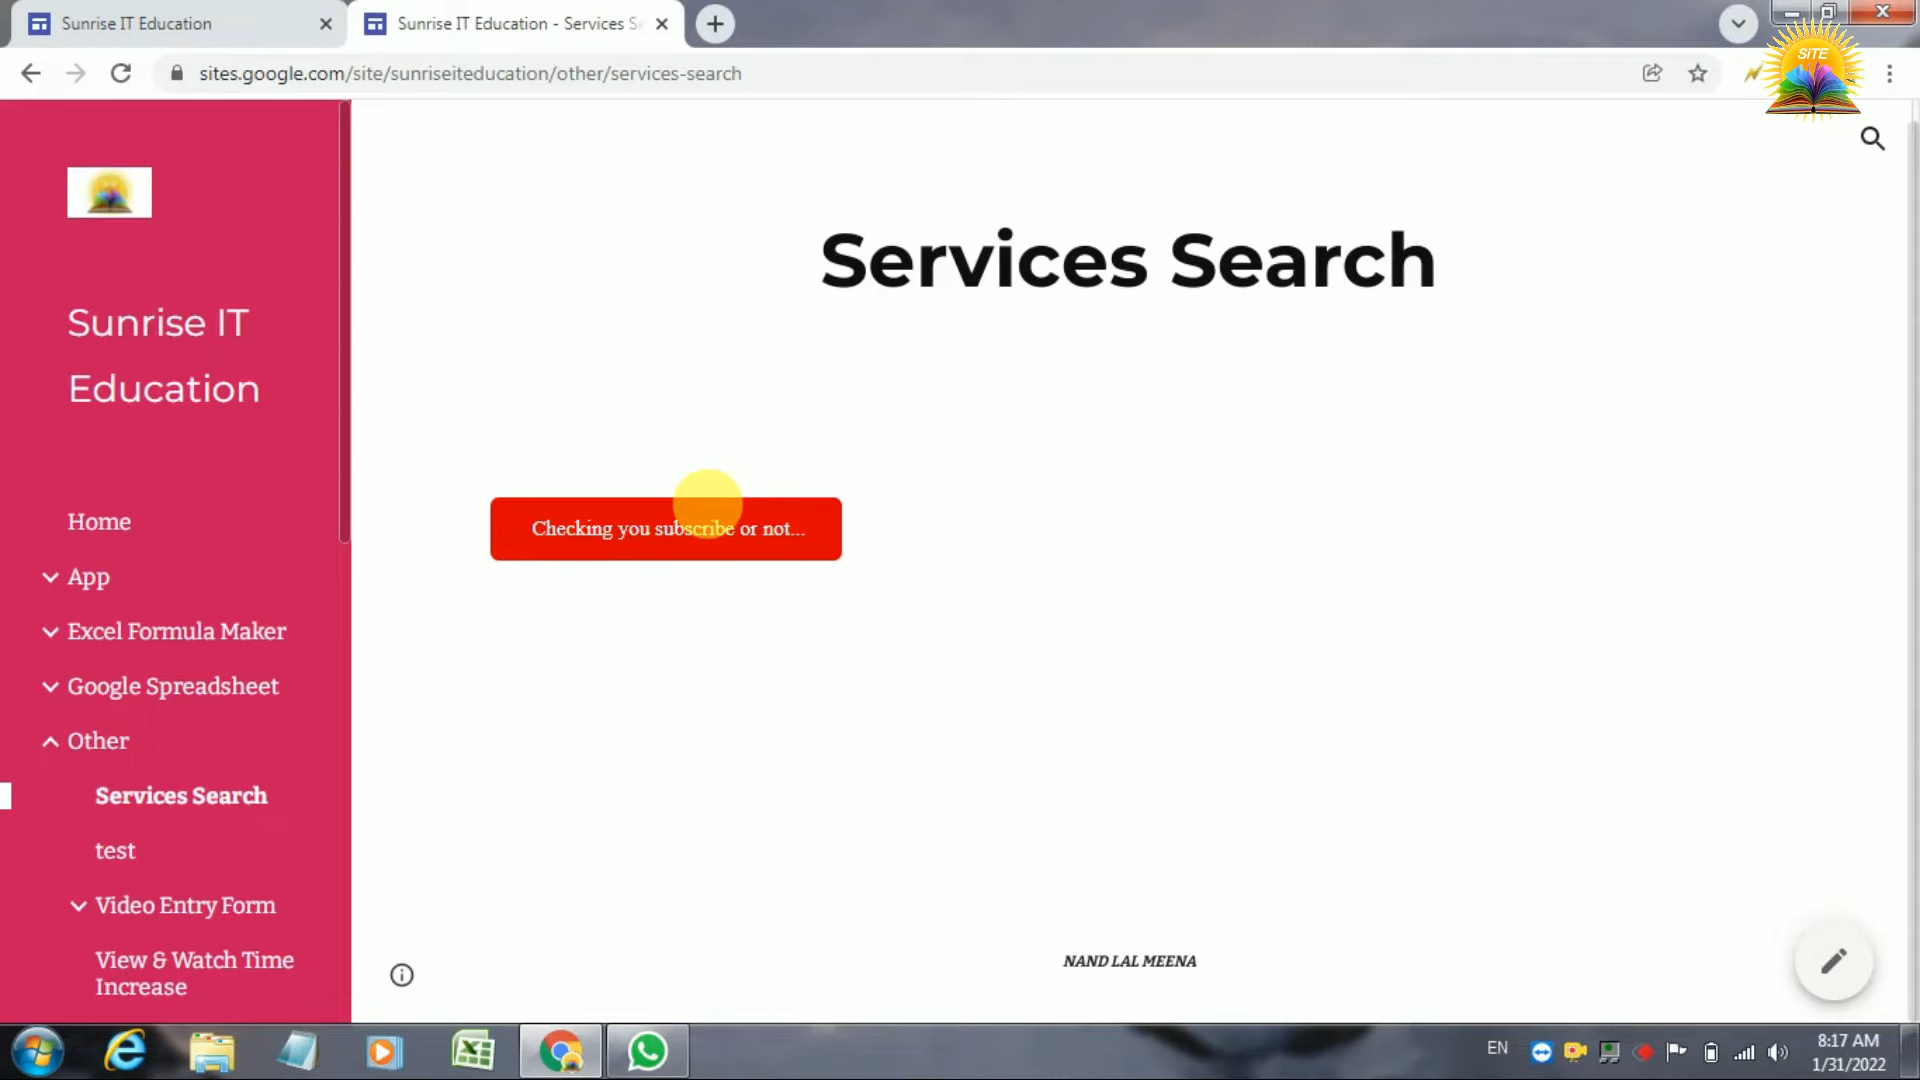 Sunrise IT Education
Sunrise IT Education - Services Se
sites.google.com/site/sunriseiteducation/other/services-search
SITE
Services Search
Sunrise IT
Education
Checking you subscribe or not...
Home
App
Excel Formula Maker
Google Spreadsheet
Other
Services Search
test
Video Entry Form
View & Watch Time
Increase
NAND LAL MEENA
EN
8:17 AM
1/31/2022